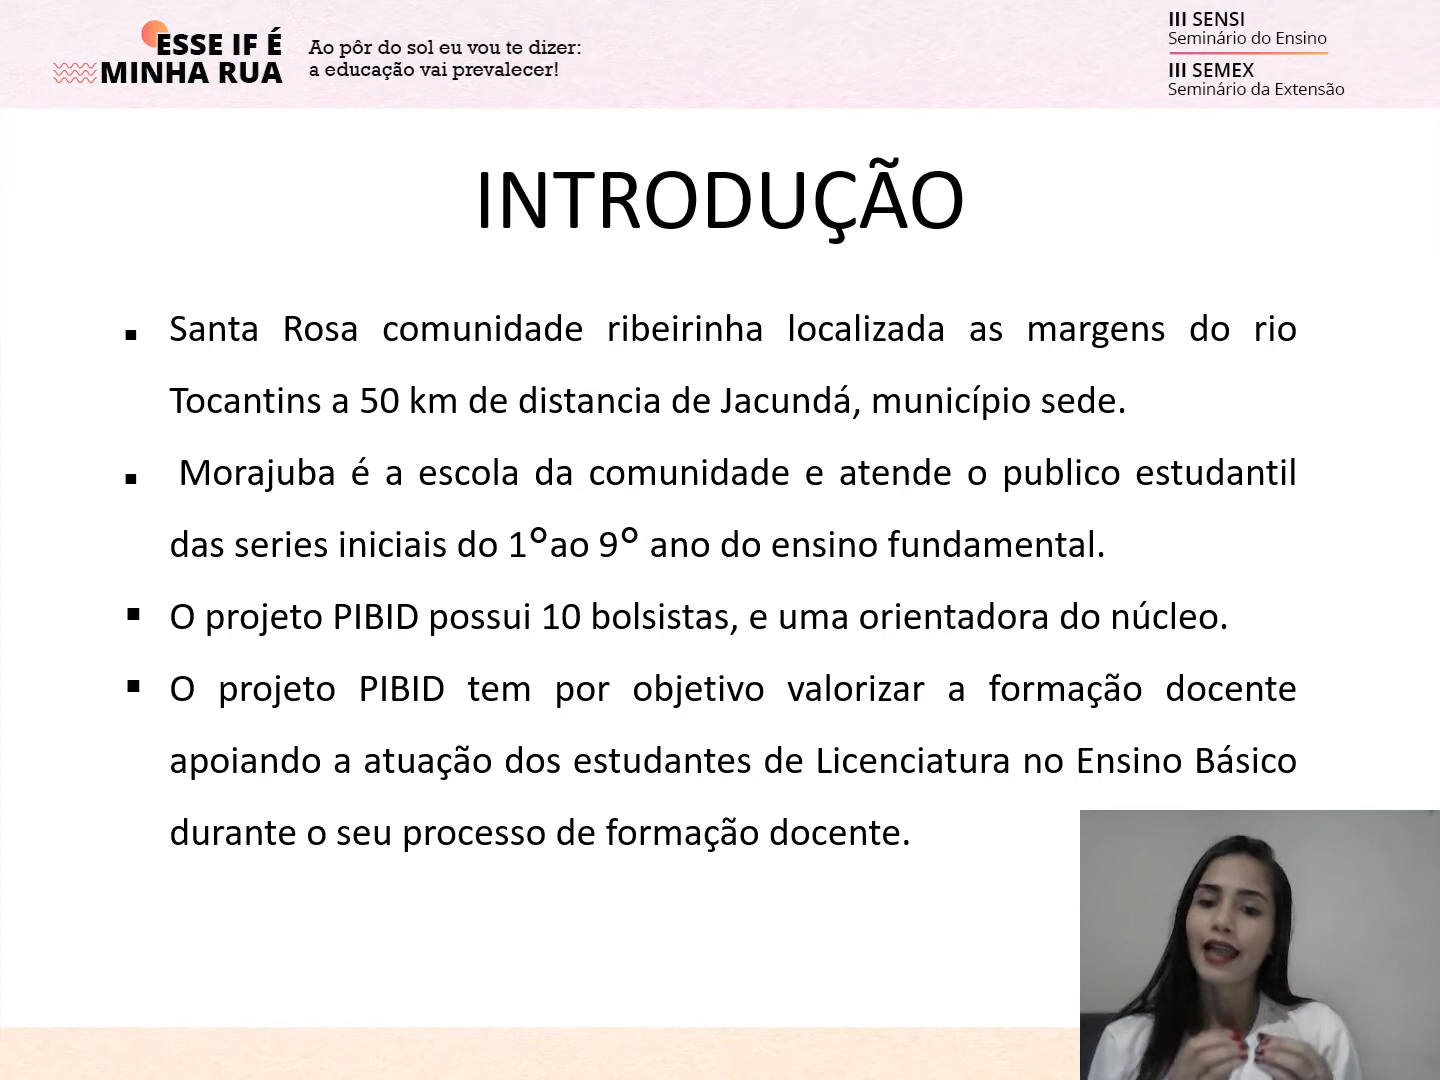 ESSE IF É
MINHA RUA
Ao pôr do sol eu vou te dizer:
a educação vai prevalecer!
III SENSI
Seminário do Ensino
III SEMEX
Seminário da Extensão
INTRODUÇÃO
▪ Santa Rosa comunidade ribeirinha localizada as margens do rio
Tocantins a 50 km de distancia de Jacundá, município sede.
▪ Morajuba é a escola da comunidade e atende o publico estudantil
das series iniciais do 1°ao 9° ano do ensino fundamental.
▪ O projeto PIBID possui 10 bolsistas, e uma orientadora do núcleo.
▪ O projeto PIBID tem por objetivo valorizar a formação docente
apoiando a atuação dos estudantes de Licenciatura no Ensino Básico
durante o seu processo de formação docente.